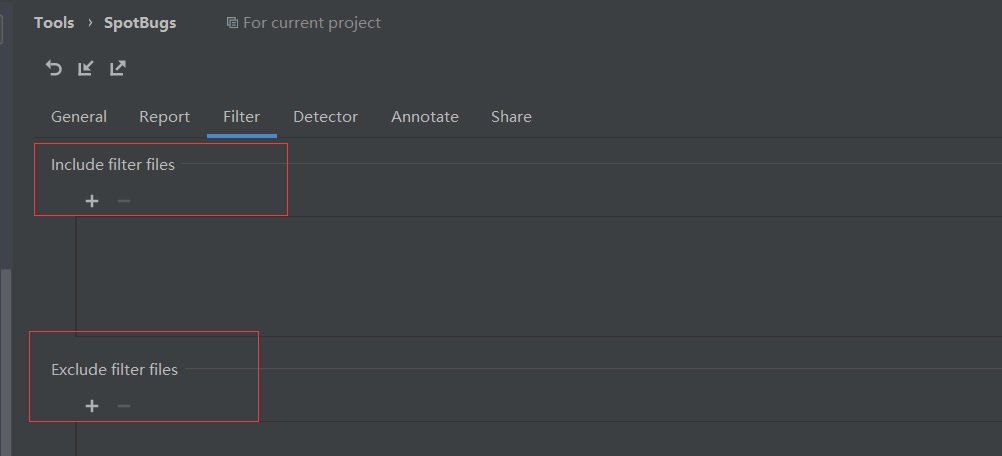 Tools › SpotBugs For current project
General Report Filter Detector Annotate Share
Include filter files
Exclude filter files